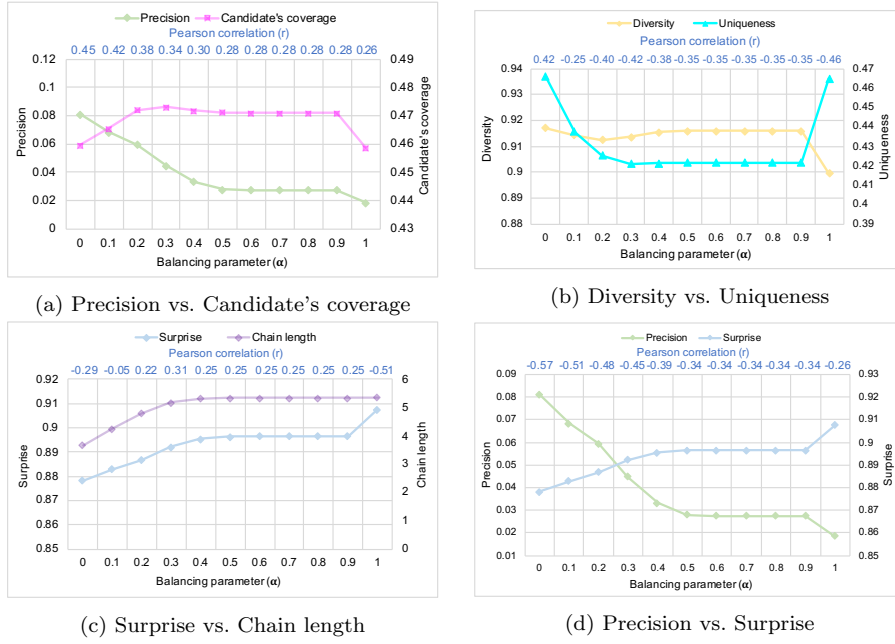 Precision Candidate's coverage
Pearson correlation (r)
0.45 0.42 0.38 0.34 0.30 0.28 0.28 0.28 0.28 0.28 0.26
0.12 0.49
0.1 0.48
0.08 0.47
0.06 0.46
0.04 0.45
0.02 0.44
0 0.43
Precision
Candidate's coverage
0 0.1 0.2 0.3 0.4 0.5 0.6 0.7 0.8 0.9 1
Balancing parameter (α)
(a) Precision vs. Candidate's coverage
Diversity Uniqueness
Pearson correlation (r)
0.42 -0.25 -0.40 -0.42 -0.38 -0.35 -0.35 -0.35 -0.35 -0.35 -0.46
0.94 0.47
0.93 0.46
0.92 0.45
0.91 0.44
0.9 0.43
0.89 0.42
0.88 0.41
0.4
0.39
Diversity
Uniqueness
0 0.1 0.2 0.3 0.4 0.5 0.6 0.7 0.8 0.9 1
Balancing parameter (α)
(b) Diversity vs. Uniqueness
Surprise Chain length
Pearson correlation (r)
-0.29 -0.05 0.22 0.31 0.25 0.25 0.25 0.25 0.25 0.25 -0.51
0.92 6
0.91 5
0.9 4
0.89 3
0.88 2
0.87 1
0.86 0
0.85
Surprise
Chain length
0 0.1 0.2 0.3 0.4 0.5 0.6 0.7 0.8 0.9 1
Balancing parameter (α)
(c) Surprise vs. Chain length
Precision Surprise
Pearson correlation (r)
-0.57 -0.51 -0.48 -0.45 -0.39 -0.34 -0.34 -0.34 -0.34 -0.34 -0.26
0.09 0.93
0.08 0.92
0.07 0.91
0.06 0.9
0.05 0.89
0.04 0.88
0.03 0.87
0.02 0.86
0.01 0.85
Precision
Surprise
0 0.1 0.2 0.3 0.4 0.5 0.6 0.7 0.8 0.9 1
Balancing parameter (α)
(d) Precision vs. Surprise